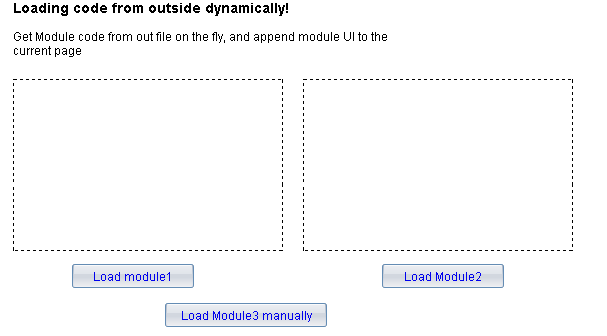 Loading code from outside dynamically!
Get Module code from out file on the fly, and append module UI to the
current page
Load module1
Load Module2
Load Module3 manually